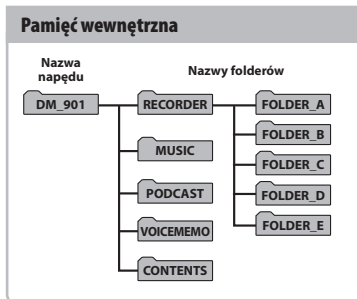 Pamięć wewnętrzna
Nazwa
napędu
Nazwy folderów
DM_901
RECORDER
FOLDER_A
FOLDER_B
MUSIC
FOLDER_C
PODCAST
FOLDER_D
VOICEMEMO
FOLDER_E
CONTENTS